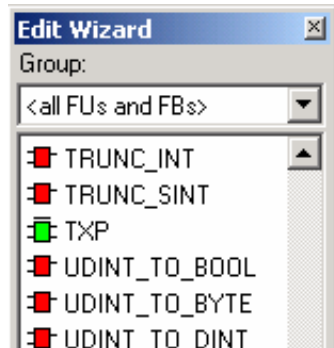 Edit Wizard
Group:
<all FUs and FBs>
TRUNC_INT
TRUNC_SINT
TXP
UDINT_TO_BOOL
UDINT_TO_BYTE
UDINT_TO_DINT